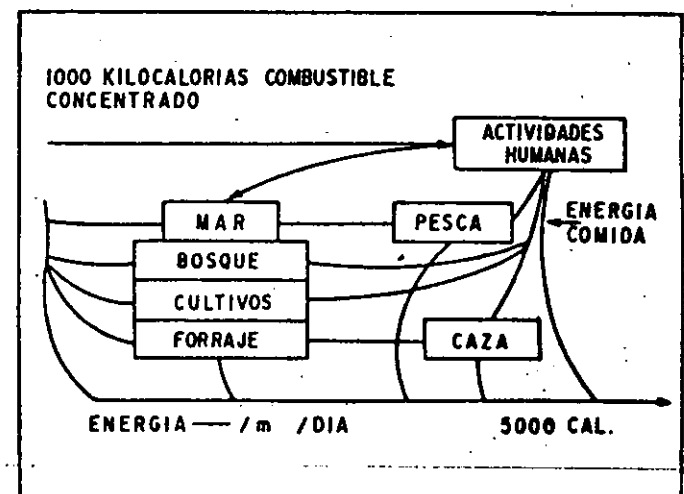 1000 KILOCALORIAS COMBUSTIBLE
CONCENTRADO
ACTIVIDADES
HUMANAS
MAR
PESCA
ENERGIA
COMIDA
BOSQUE
CULTIVOS
FORRAJE
CAZA
ENERGIA — /m /DIA
5000 CAL.